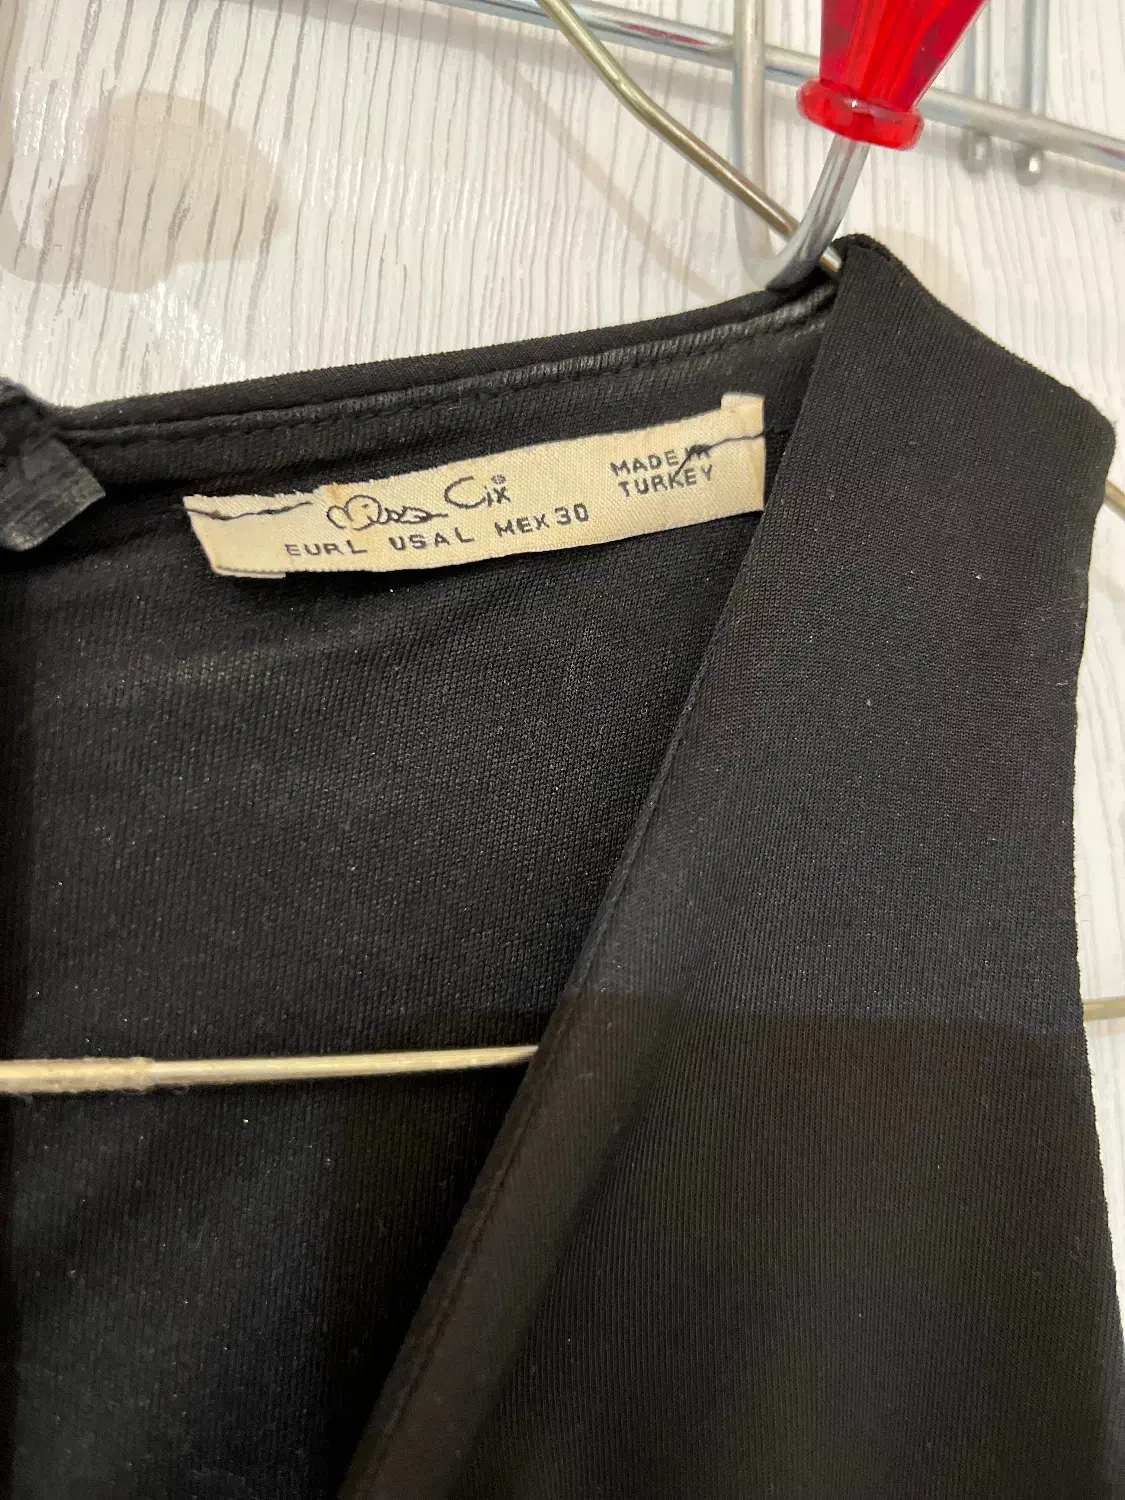 Miss Cix®
MADE IN
TURKEY
EUR L USA L MEX 30